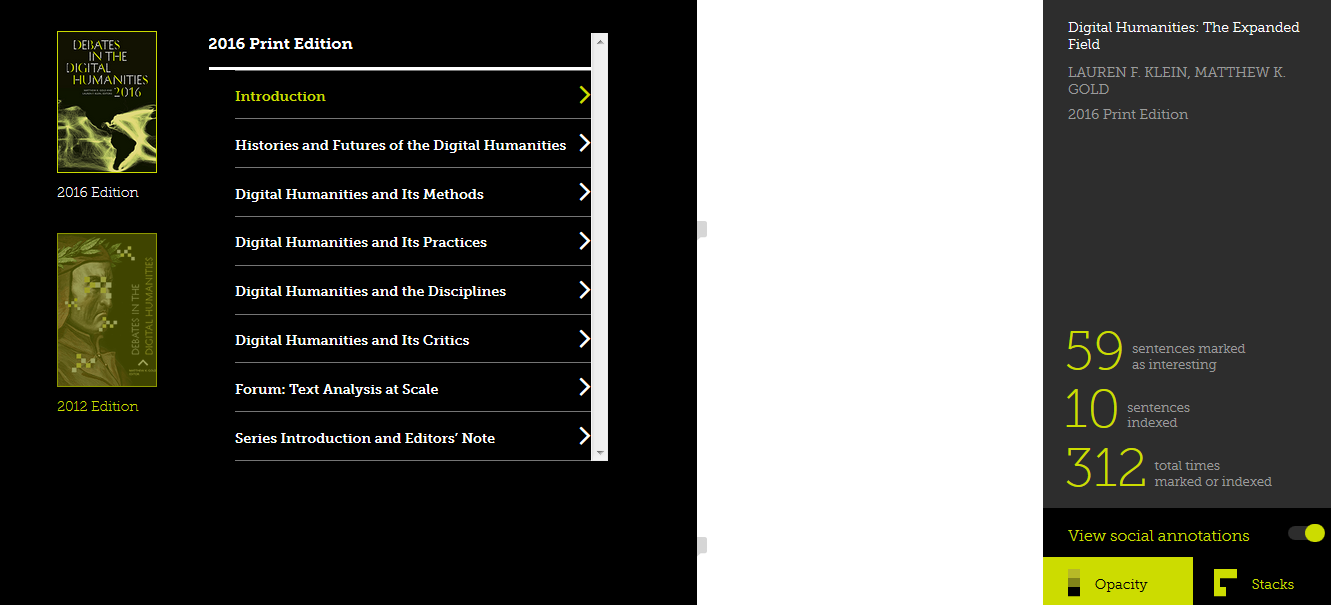 DEBATES
IN THE
DIGITAL
HUMANITIES
2016
2016 Edition
DEBATES IN THE
DIGITAL HUMANITIES
2012 Edition
2016 Print Edition
Introduction
Histories and Futures of the Digital Humanities
Digital Humanities and Its Methods
Digital Humanities and Its Practices
Digital Humanities and the Disciplines
Digital Humanities and Its Critics
Forum: Text Analysis at Scale
Series Introduction and Editors’ Note
Digital Humanities: The Expanded
Field
LAUREN F. KLEIN, MATTHEW K.
GOLD
2016 Print Edition
59 sentences marked
as interesting
10 sentences
indexed
312 total times
marked or indexed
View social annotations
Opacity
Stacks